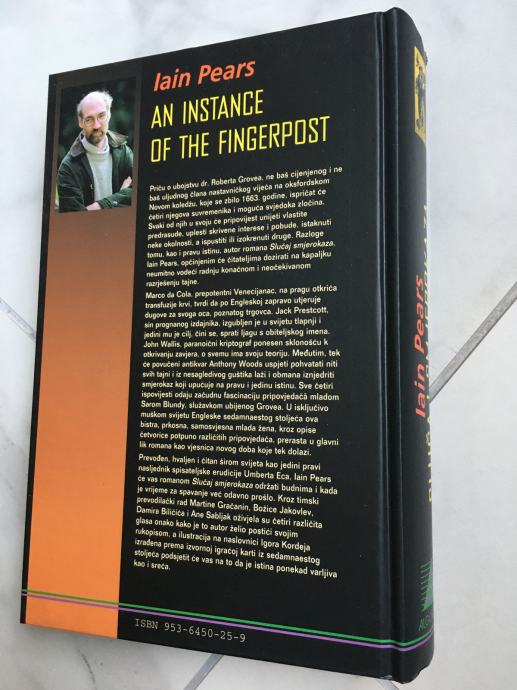 Iain Pears
AN INSTANCE
OF THE FINGERPOST
Priču o ubojstvu dr. Roberta Grovea, ne baš cijenjenog i ne
baš uljudnog člana nastavničkog vijeća na oksfordskom
Novom koledžu, koje se zbilo 1663. godine, ispričat će
četiri njegova suvremenika i moguća svjedoka zločina.
Svaki od njih u svoju će pripovijest unijeti vlastite
predrasude, uplesti skrivene interese i pobude, istaknuti
neke okolnosti, a ispustiti ili izokrenuti druge. Razloge
tomu, kao i pravu istinu, autor romana Slučaj smjerokaza,
Iain Pears, općinjenim će čitateljima dozirati na kapaljku
neumitno vodeći radnju konačnom i neočekivanom
razrješenju tajne.
Marco da Cola, prepotentni Venecijanac, na pragu otkrića
transfuzije krvi, tvrdi da po Engleskoj zapravo utjeruje
dugove za svoga oca, poznatog trgovca. Jack Prestcott,
sin prognanog izdajnika, izgubljen je u svijetu tlapnji i
jedini mu je cilj, čini se, sprati ljagu s obiteljskog imena.
John Wallis, paranoični kriptograf ponesen sklonošću k
otkrivanju zavjera, o svemu ima svoju teoriju. Međutim, tek
će povučeni antikvar Anthony Woods uspjeti pohvatati niti
svih tajni i iz nesagledivog gustika laži i obmana iznjedriti
smjerokaz koji upućuje na pravu i jedinu istinu. Sve četiri
ispovijesti odaju začudnu fascinaciju pripovjedača mladom
Sarom Blundy, služavkom ubijenog Grovea. U isključivo
muškom svijetu Engleske sedamnaestog stoljeća ova
bistra, prkosna, samosvjesna mlada žena, kroz opise
četvorice potpuno različitih pripovjedača, prerasta u glavni
lik romana kao vjesnica novog doba koje tek dolazi.
Prevođen, hvaljen i čitan širom svijeta kao jedini pravi
nasljednik spisateljske erudicije Umberta Eca, Iain Pears
će vas romanom Slučaj smjerokaza održati budnima i kada
je vrijeme za spavanje već odavno prošlo. Kroz timski
prevodilački rad Martine Gračanin, Božice Jakovlev,
Damira Biličića i Ane Sabljak oživjela su četiri različita
glasa onako kako je to autor želio postići svojim
rukopisom, a ilustracija na naslovnici Igora Kordeja
izrađena prema izvornoj igraćoj karti iz sedamnaestog
stoljeća podsjetit će vas na to da je istina ponekad varljiva
kao i sreća.
ISBN 953-6450-25-9
Iain Pears